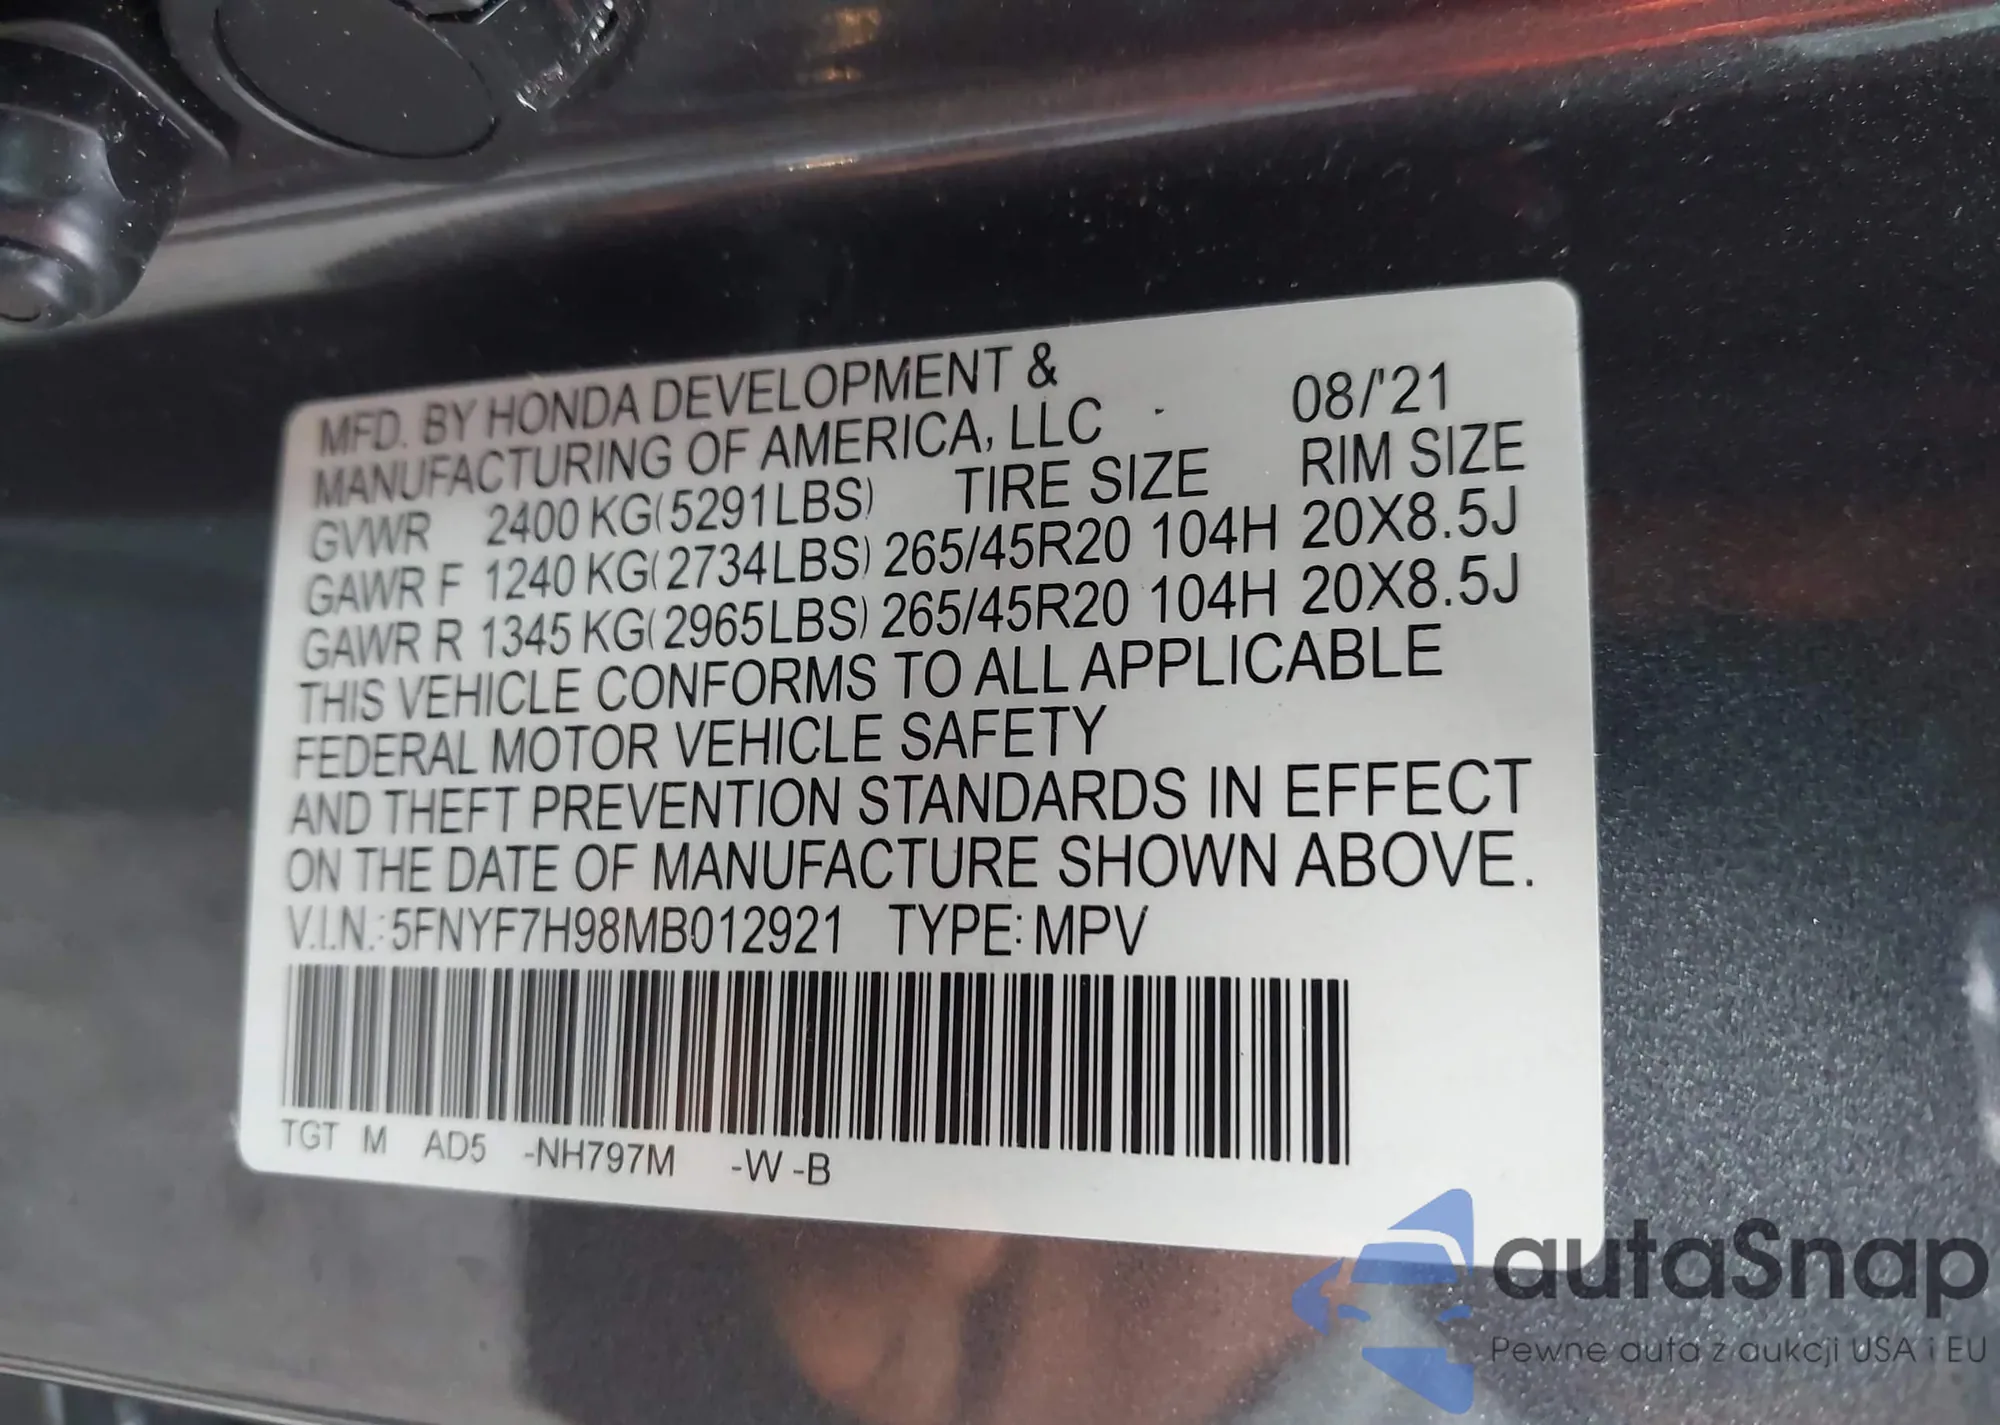 MFD. BY HONDA DEVELOPMENT &
MANUFACTURING OF AMERICA, LLC 08/'21
GVWR 2400 KG(5291LBS) TIRE SIZE RIM SIZE
GAWR F 1240 KG(2734LBS) 265/45R20 104H 20X8.5J
GAWR R 1345 KG(2965LBS) 265/45R20 104H 20X8.5J
THIS VEHICLE CONFORMS TO ALL APPLICABLE
FEDERAL MOTOR VEHICLE SAFETY
AND THEFT PREVENTION STANDARDS IN EFFECT
ON THE DATE OF MANUFACTURE SHOWN ABOVE.
V.I.N.: 5FNYF7H98MB012921 TYPE: MPV
TGT M AD5 -NH797M -W -B
autaSnap
Pewne auta z aukcji USA i EU